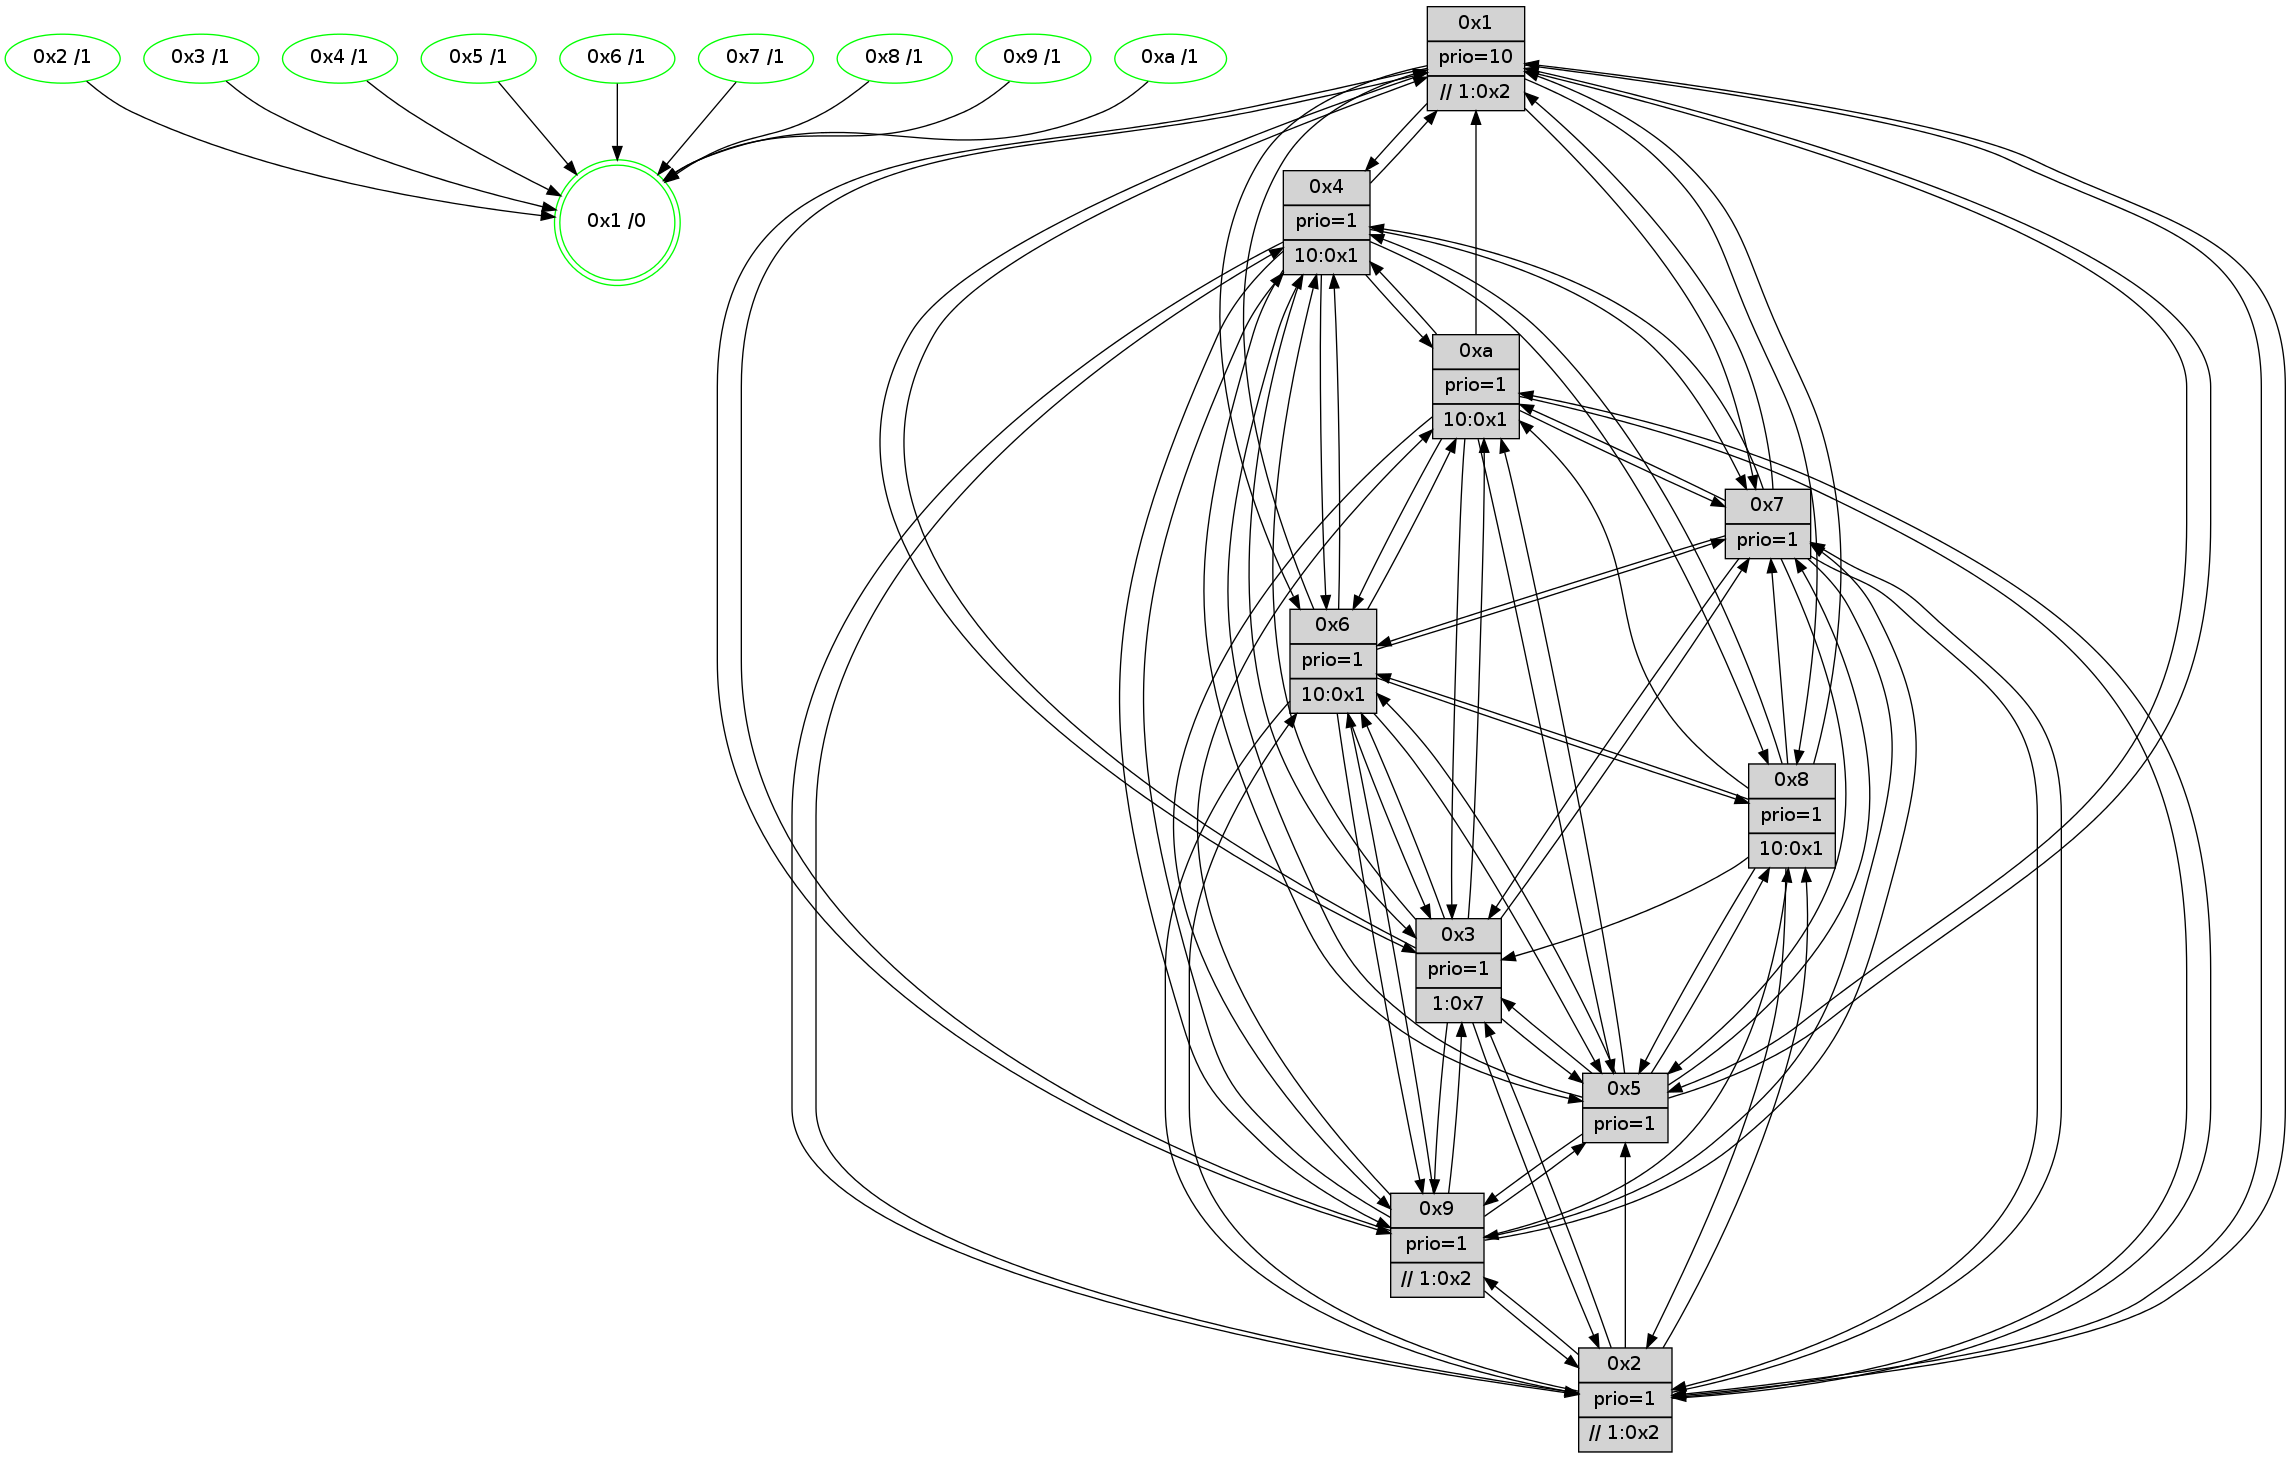 0x2 /1
0x3 /1
0x4 /1
0x5 /1
0x6 /1
0x7 /1
0x8 /1
0x9 /1
0xa /1
0x1 /0
0x1
prio=10
// 1:0x2
0x4
prio=1
10:0x1
0xa
prio=1
10:0x1
0x7
prio=1
0x6
prio=1
10:0x1
0x8
prio=1
10:0x1
0x3
prio=1
1:0x7
0x5
prio=1
0x9
prio=1
// 1:0x2
0x2
prio=1
// 1:0x2